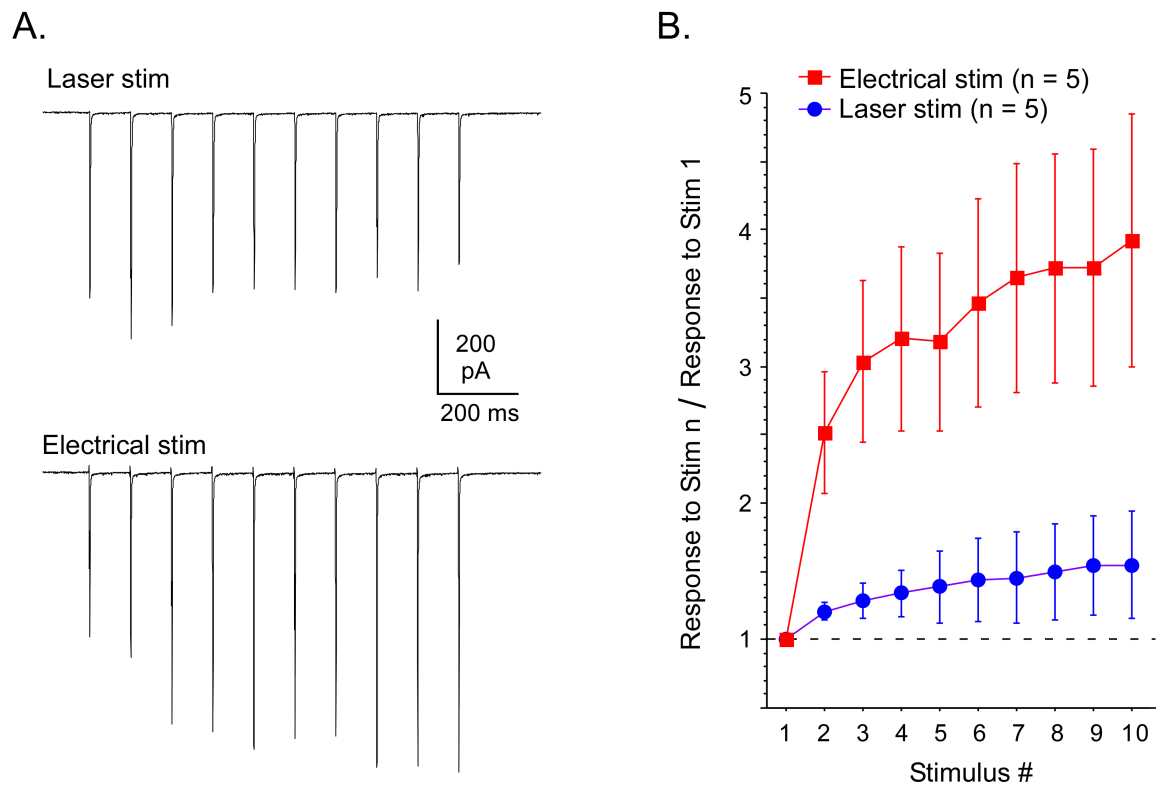 A.
Laser stim
200
pA
200 ms
Electrical stim
B.
Electrical stim (n = 5)
Laser stim (n = 5)
Response to Stim n / Response to Stim 1
5
4
3
2
1
1 2 3 4 5 6 7 8 9 10
Stimulus #